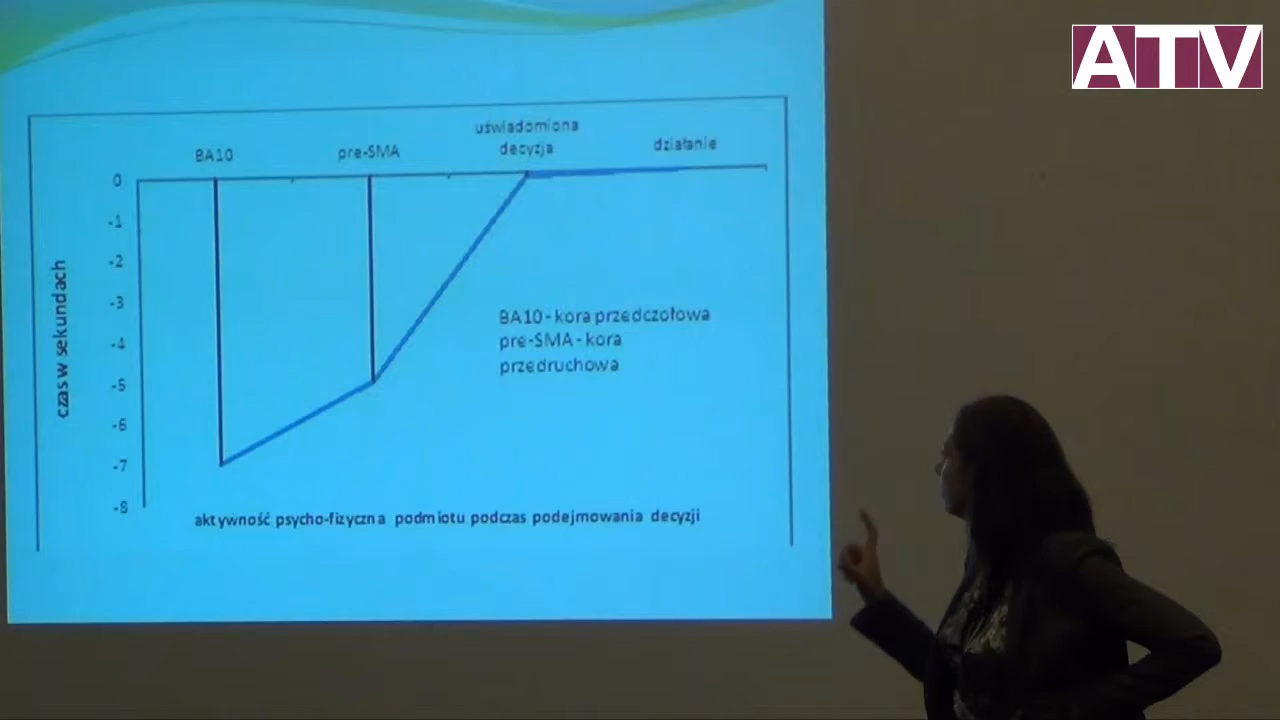 ATV
BA10
pre-SMA
uświadomiona
decyzja
działanie
0
-1
-2
-3
-4
-5
-6
-7
-8
czas w sekundach
BA10 - kora przedczołowa
pre-SMA - kora
przedruchowa
aktywność psycho-fizyczna podmiotu podczas podejmowania decyzji